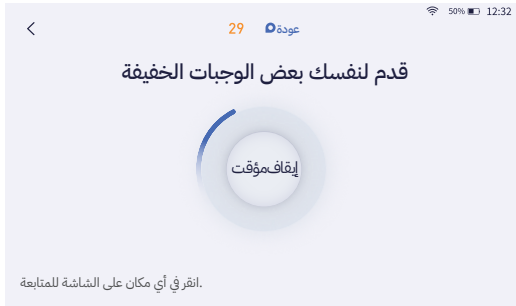 50% 12:32
عودة 29
قدم لنفسك بعض الوجبات الخفيفة
إيقاف مؤقت
انقر في أي مكان على الشاشة للمتابعة.